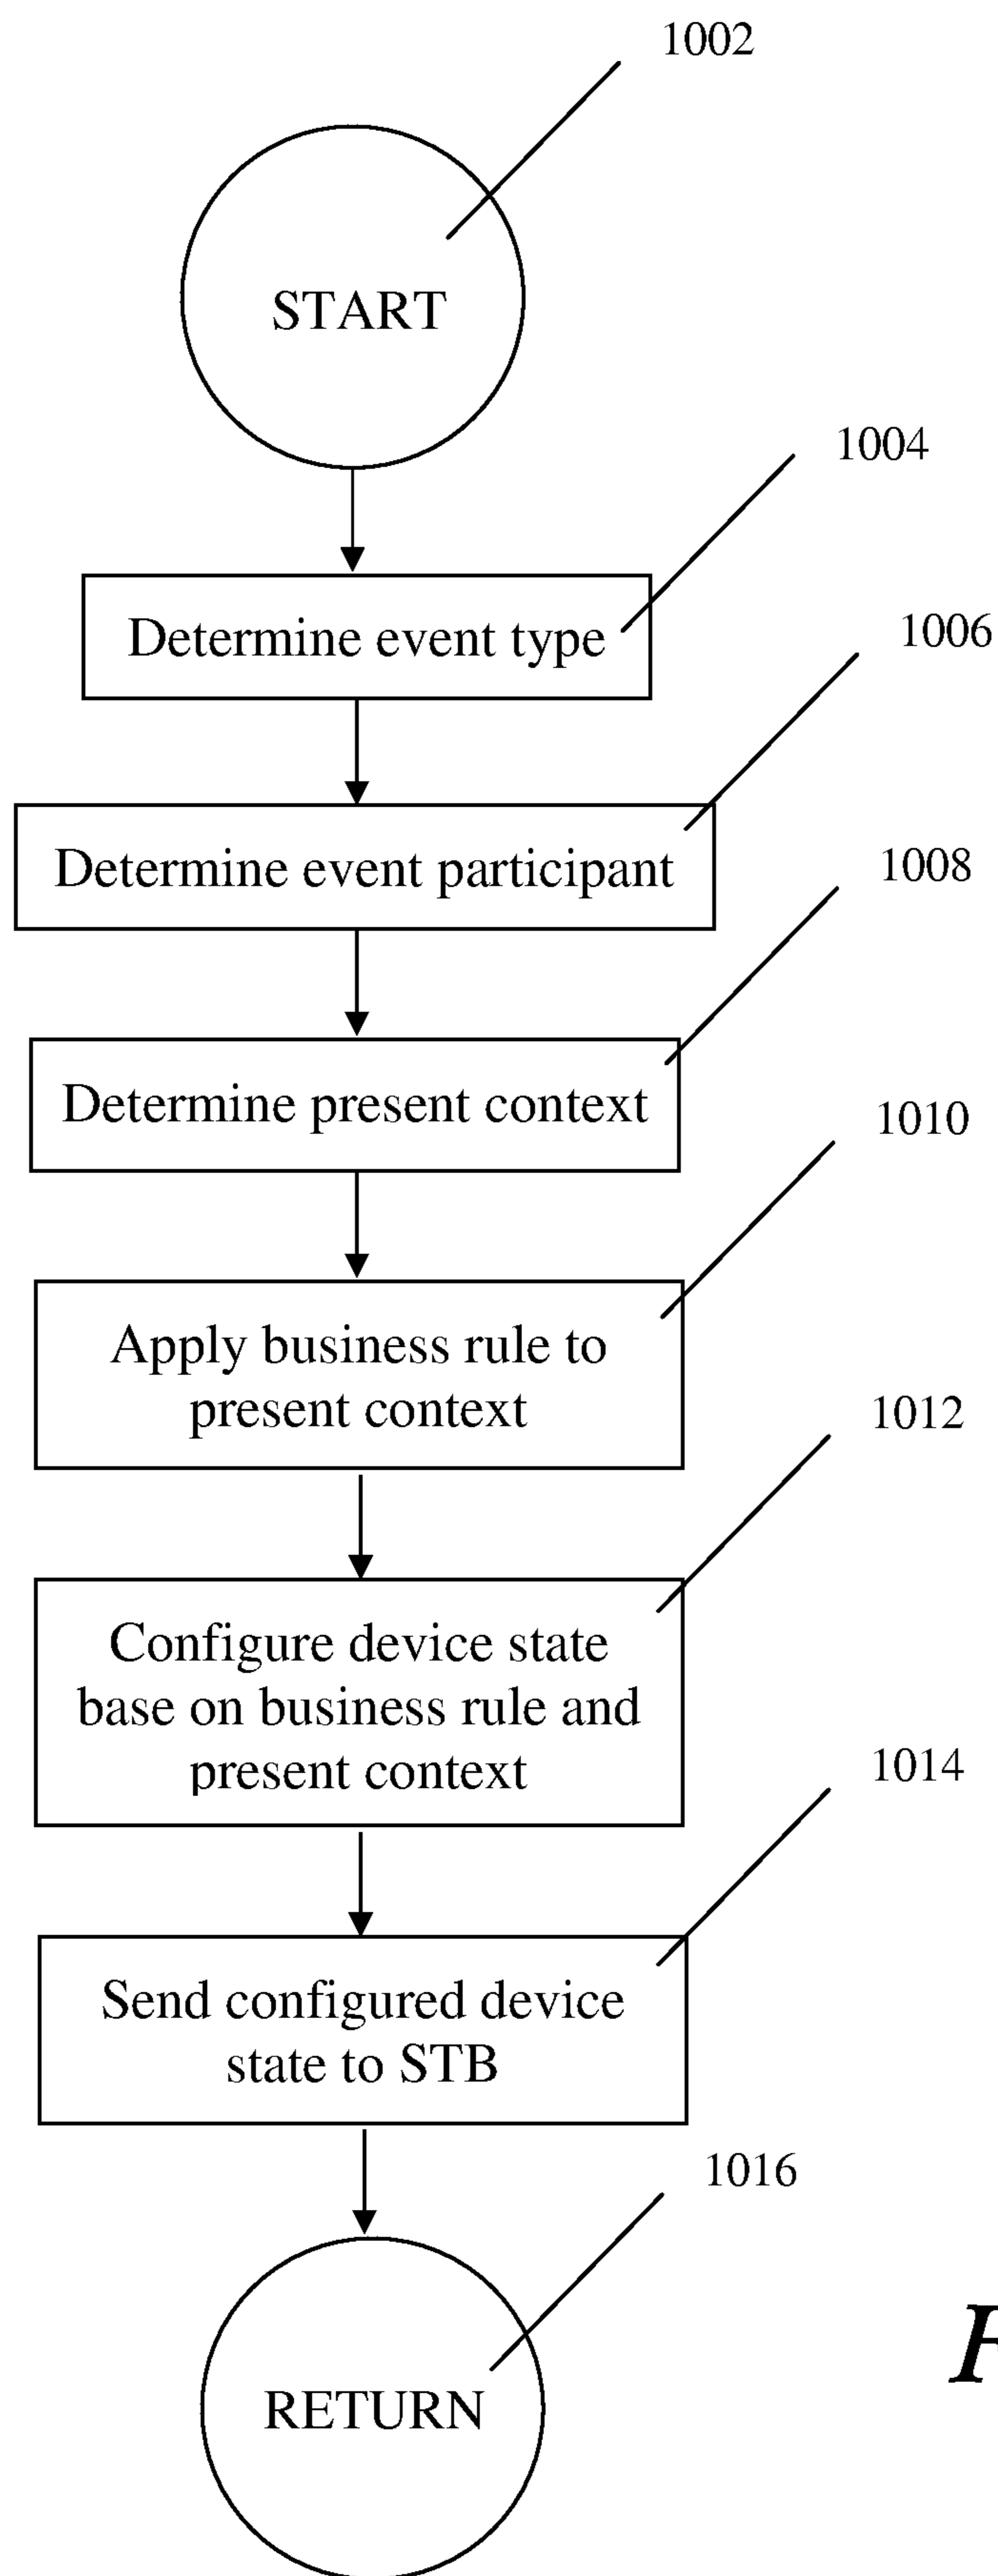 1002
START
1004
Determine event type
1006
Determine event participant
1008
Determine present context
1010
Apply business rule to
present context
1012
Configure device state
base on business rule and
present context
1014
Send configured device
state to STB
1016
RETURN